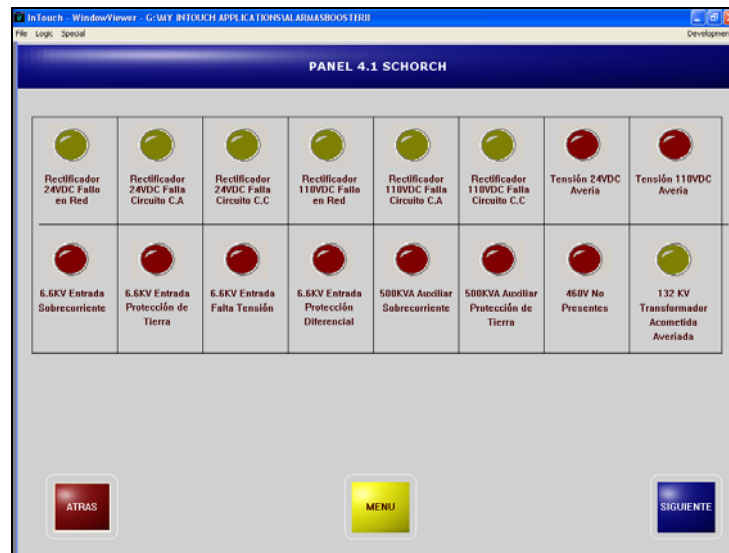 InTouch - WindowViewer - G:\MY INTOUCH APPLICATIONS\ALARMASBOOSTERII
File Logic Special
Development
PANEL 4.1 SCHORCH
Rectificador
24VDC Fallo
en Red
Rectificador
24VDC Falla
Circuito C.A
Rectificador
24VDC Falla
Circuito C.C
Rectificador
110VDC Fallo
en Red
Rectificador
110VDC Falla
Circuito C.A
Rectificador
110VDC Falla
Circuito C.C
Tensión 24VDC
Averia
Tensión 110VDC
Averia
6.6KV Entrada
Sobrecorriente
6.6KV Entrada
Protección de
Tierra
6.6KV Entrada
Falta Tensión
6.6KV Entrada
Protección
Diferencial
500KVA Auxiliar
Sobrecorriente
500KVA Auxiliar
Protección de
Tierra
460V No
Presentes
132 KV
Transformador
Acometida
Averiada
ATRAS
MENU
SIGUIENTE